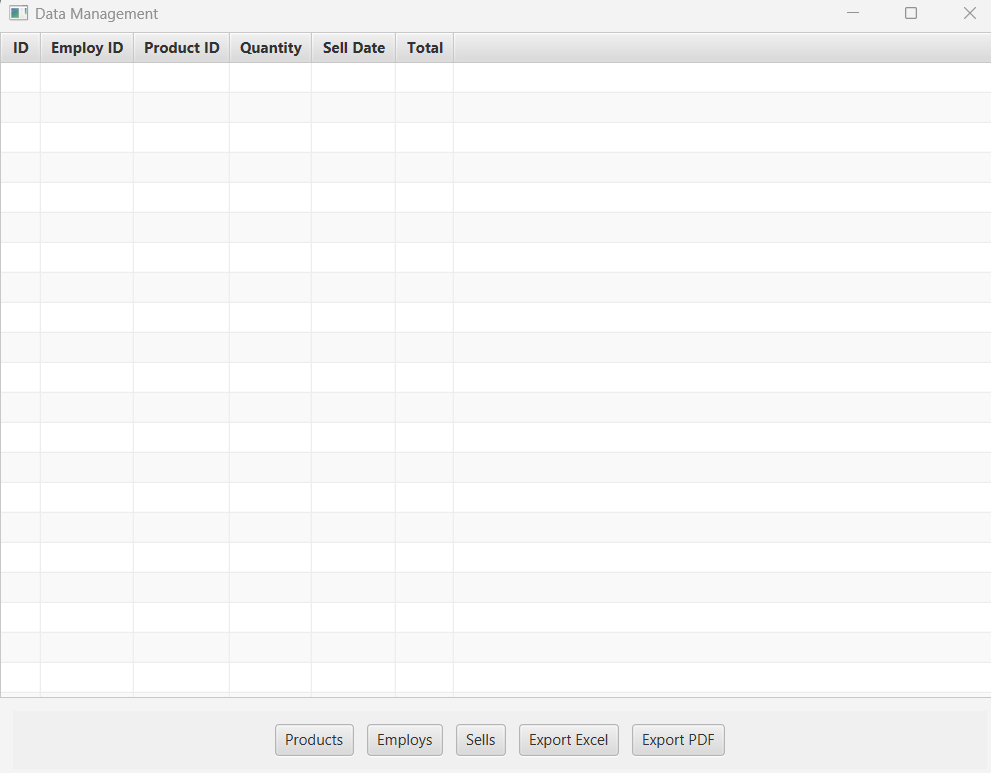 Data Management
ID Employ ID Product ID Quantity Sell Date Total
Products Employs Sells Export Excel Export PDF